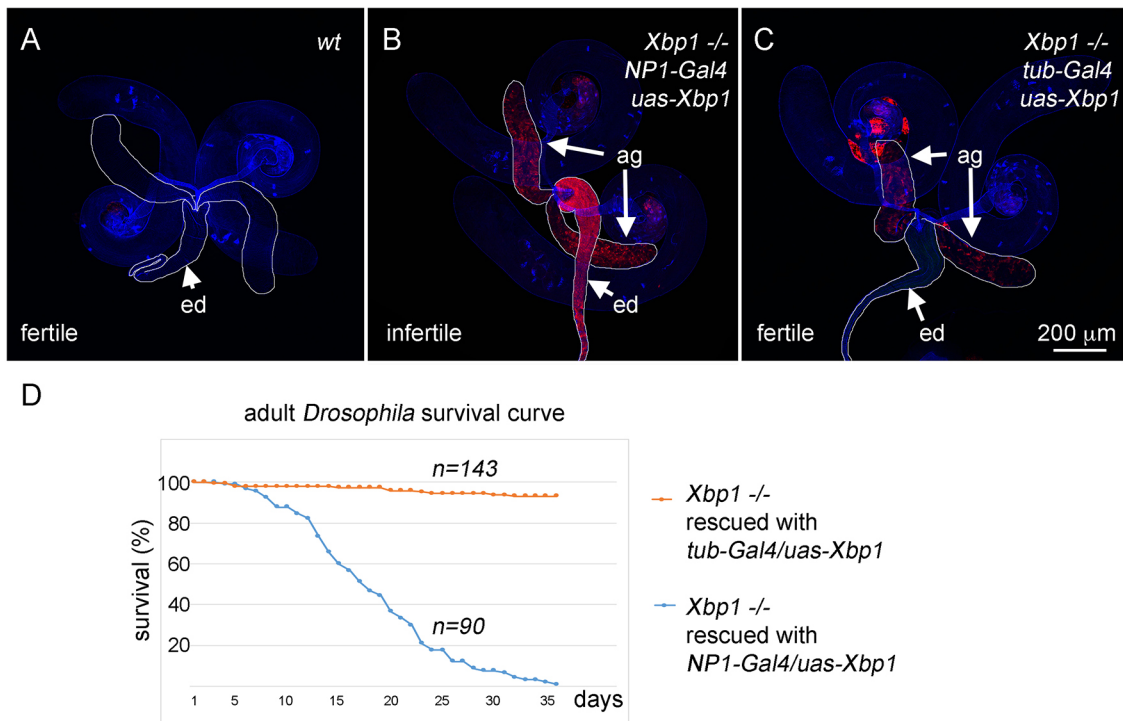 A
wt
ed
fertile
B
Xbp1 -/-
NP1-Gal4
uas-Xbp1
ag
ed
infertile
C
Xbp1 -/-
tub-Gal4
uas-Xbp1
ag
ed
fertile
200 µm
D
adult Drosophila survival curve
survival (%)
100
80
60
40
20
n=143
n=90
1 5 10 15 20 25 30 35 days
Xbp1 -/-
rescued with
tub-Gal4/uas-Xbp1
Xbp1 -/-
rescued with
NP1-Gal4/uas-Xbp1